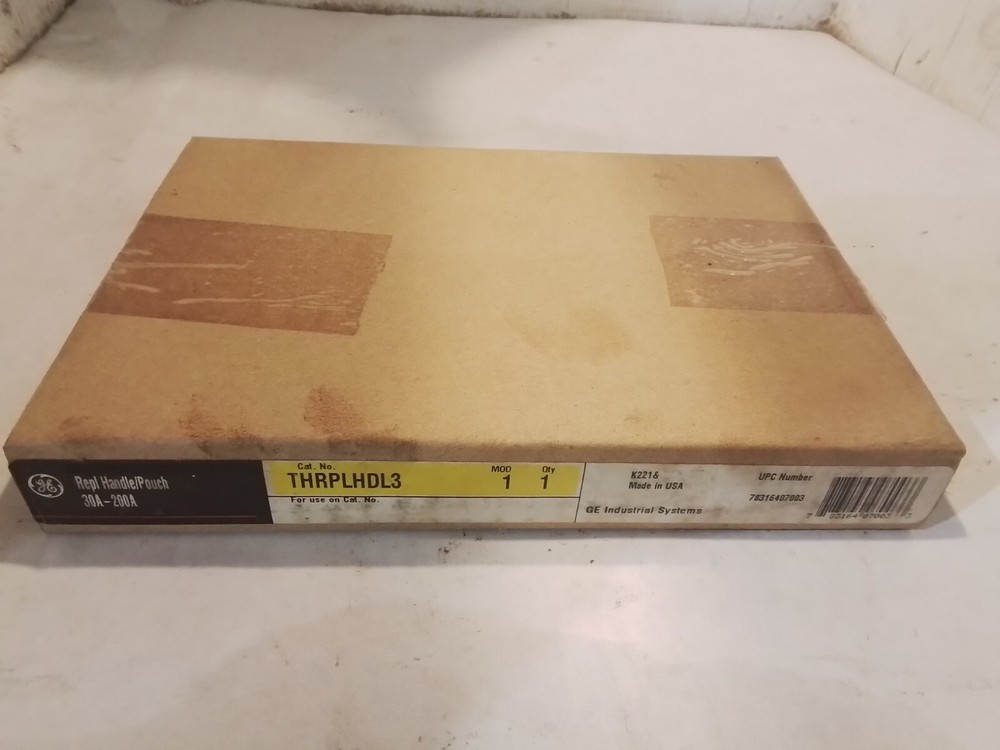 GE
Repl Handle/Pouch
30A-200A
Cat. No.
THRPLHDL3
MOD
1
Qty
1
For use on Cat. No.
K221&
Made in USA
GE Industrial Systems
UPC Number
78316407003